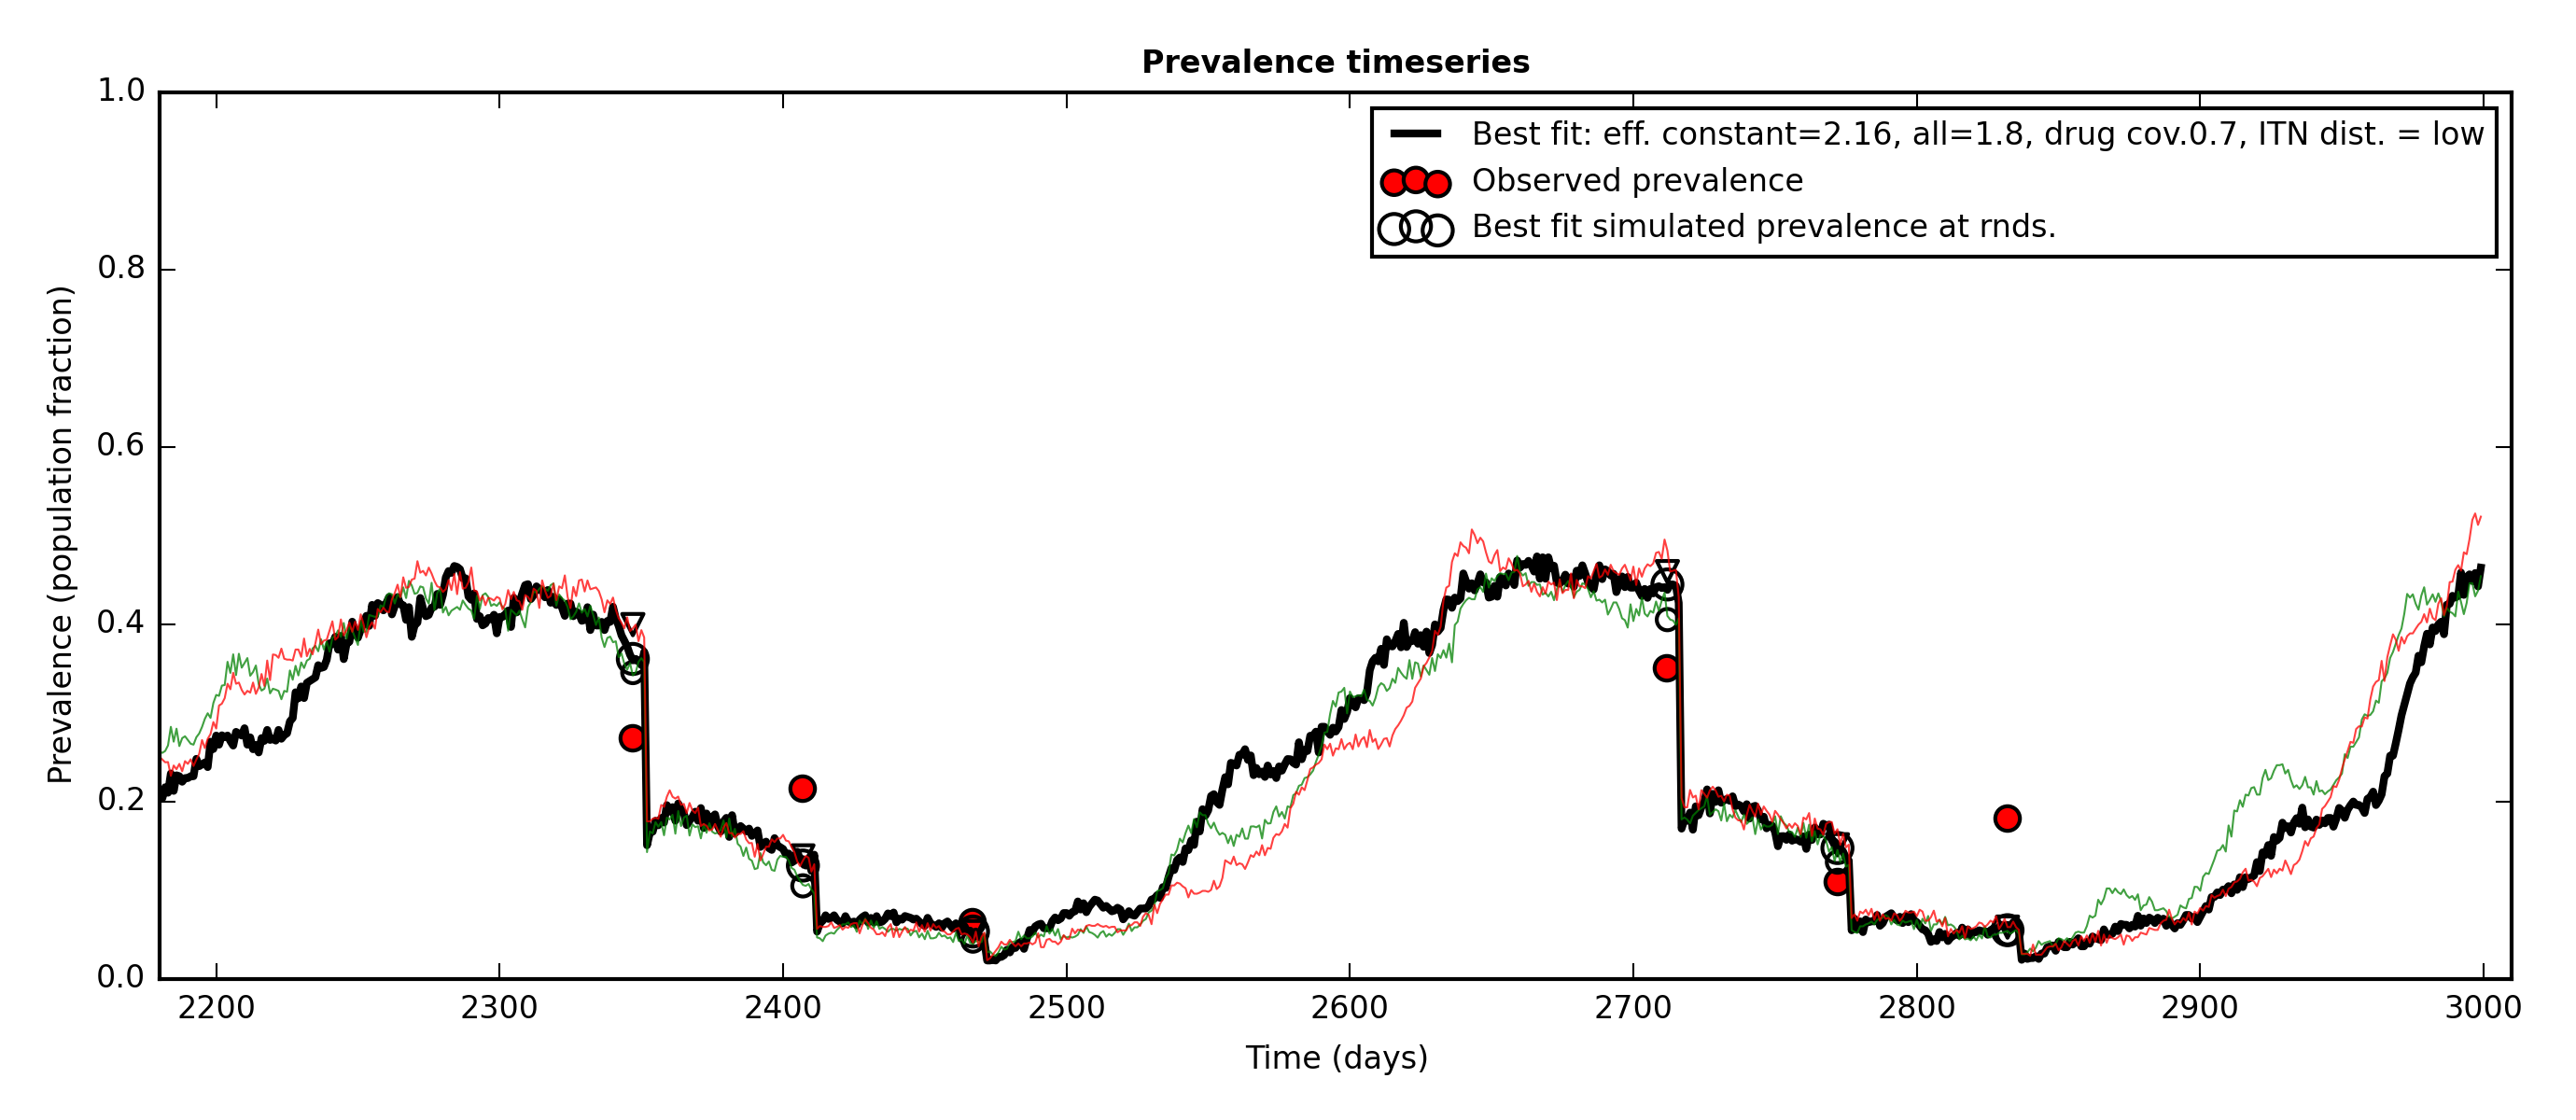 Prevalence timeseries
1.0
0.8
0.6
0.4
0.2
0.0
Prevalence (population fraction)
Best fit: eff. constant=2.16, all=1.8, drug cov.0.7, ITN dist. = low
Observed prevalence
Best fit simulated prevalence at rnds.
2200 2300 2400 2500 2600 2700 2800 2900 3000
Time (days)